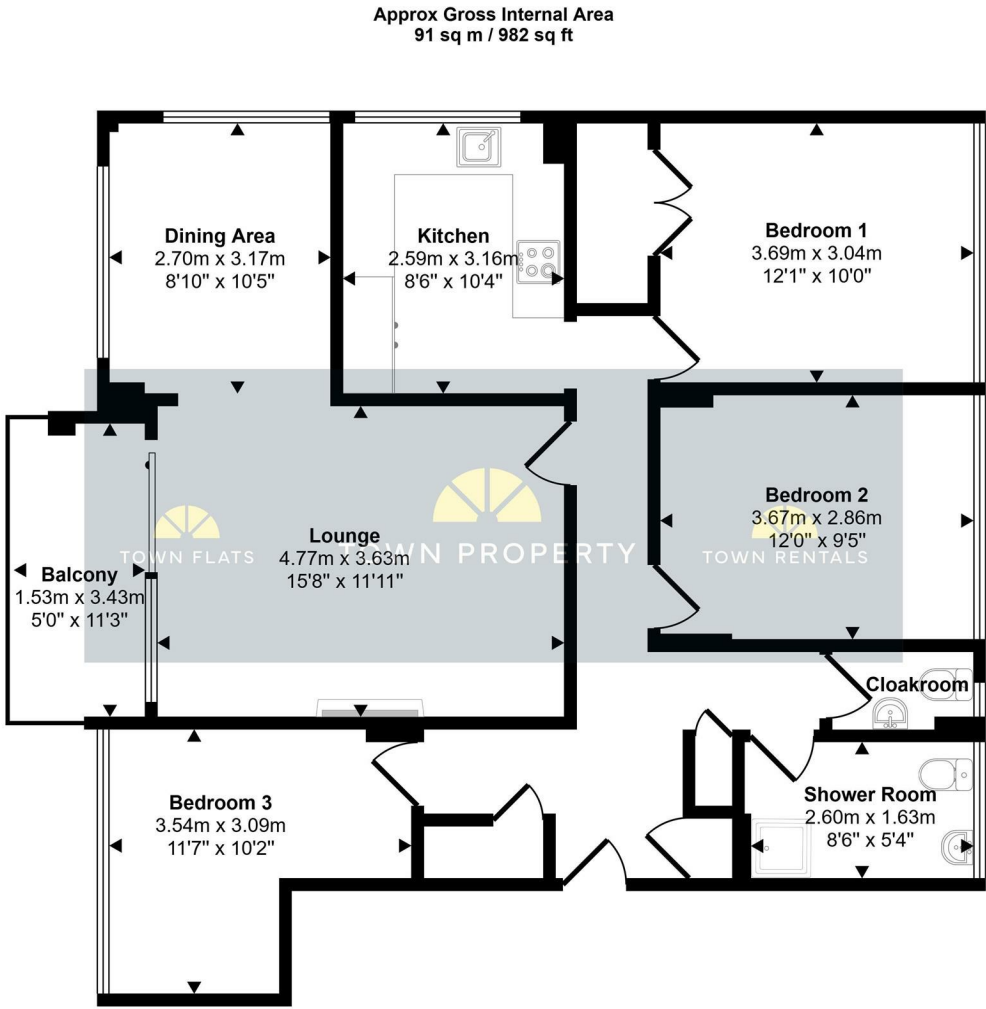 Approx Gross Internal Area
91 sq m / 982 sq ft
Dining Area
2.70m x 3.17m
8'10" x 10'5"
Kitchen
2.59m x 3.16m
8'6" x 10'4"
Bedroom 1
3.69m x 3.04m
12'1" x 10'0"
Lounge
4.77m x 3.63m
15'8" x 11'11"
Bedroom 2
3.67m x 2.86m
12'0" x 9'5"
TOWN FLATS
TOWN PROPERTY
TOWN RENTALS
Balcony
1.53m x 3.43m
5'0" x 11'3"
Cloakroom
Bedroom 3
3.54m x 3.09m
11'7" x 10'2"
Shower Room
2.60m x 1.63m
8'6" x 5'4"